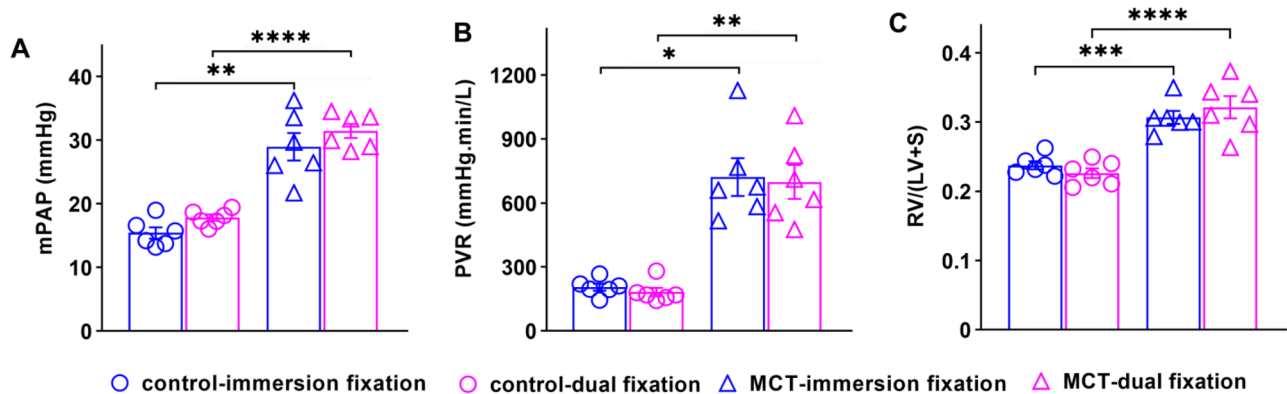 A
mPAP (mmHg)
40
30
20
10
0
**
****
B
PVR (mmHg.min/L)
1200
900
600
300
0
*
**
C
RV/(LV+S)
0.4
0.3
0.2
0.1
0
***
****
control-immersion fixation
control-dual fixation
MCT-immersion fixation
MCT-dual fixation